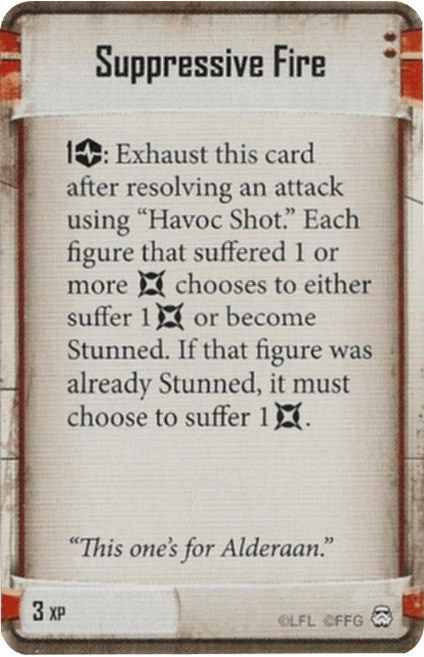 Suppressive Fire
1: Exhaust this card
after resolving an attack
using “Havoc Shot.” Each
figure that suffered 1 or
more chooses to either
suffer 1 or become
Stunned. If that figure was
already Stunned, it must
choose to suffer 1.
“This one’s for Alderaan.”
3 XP
©LFL ©FFG